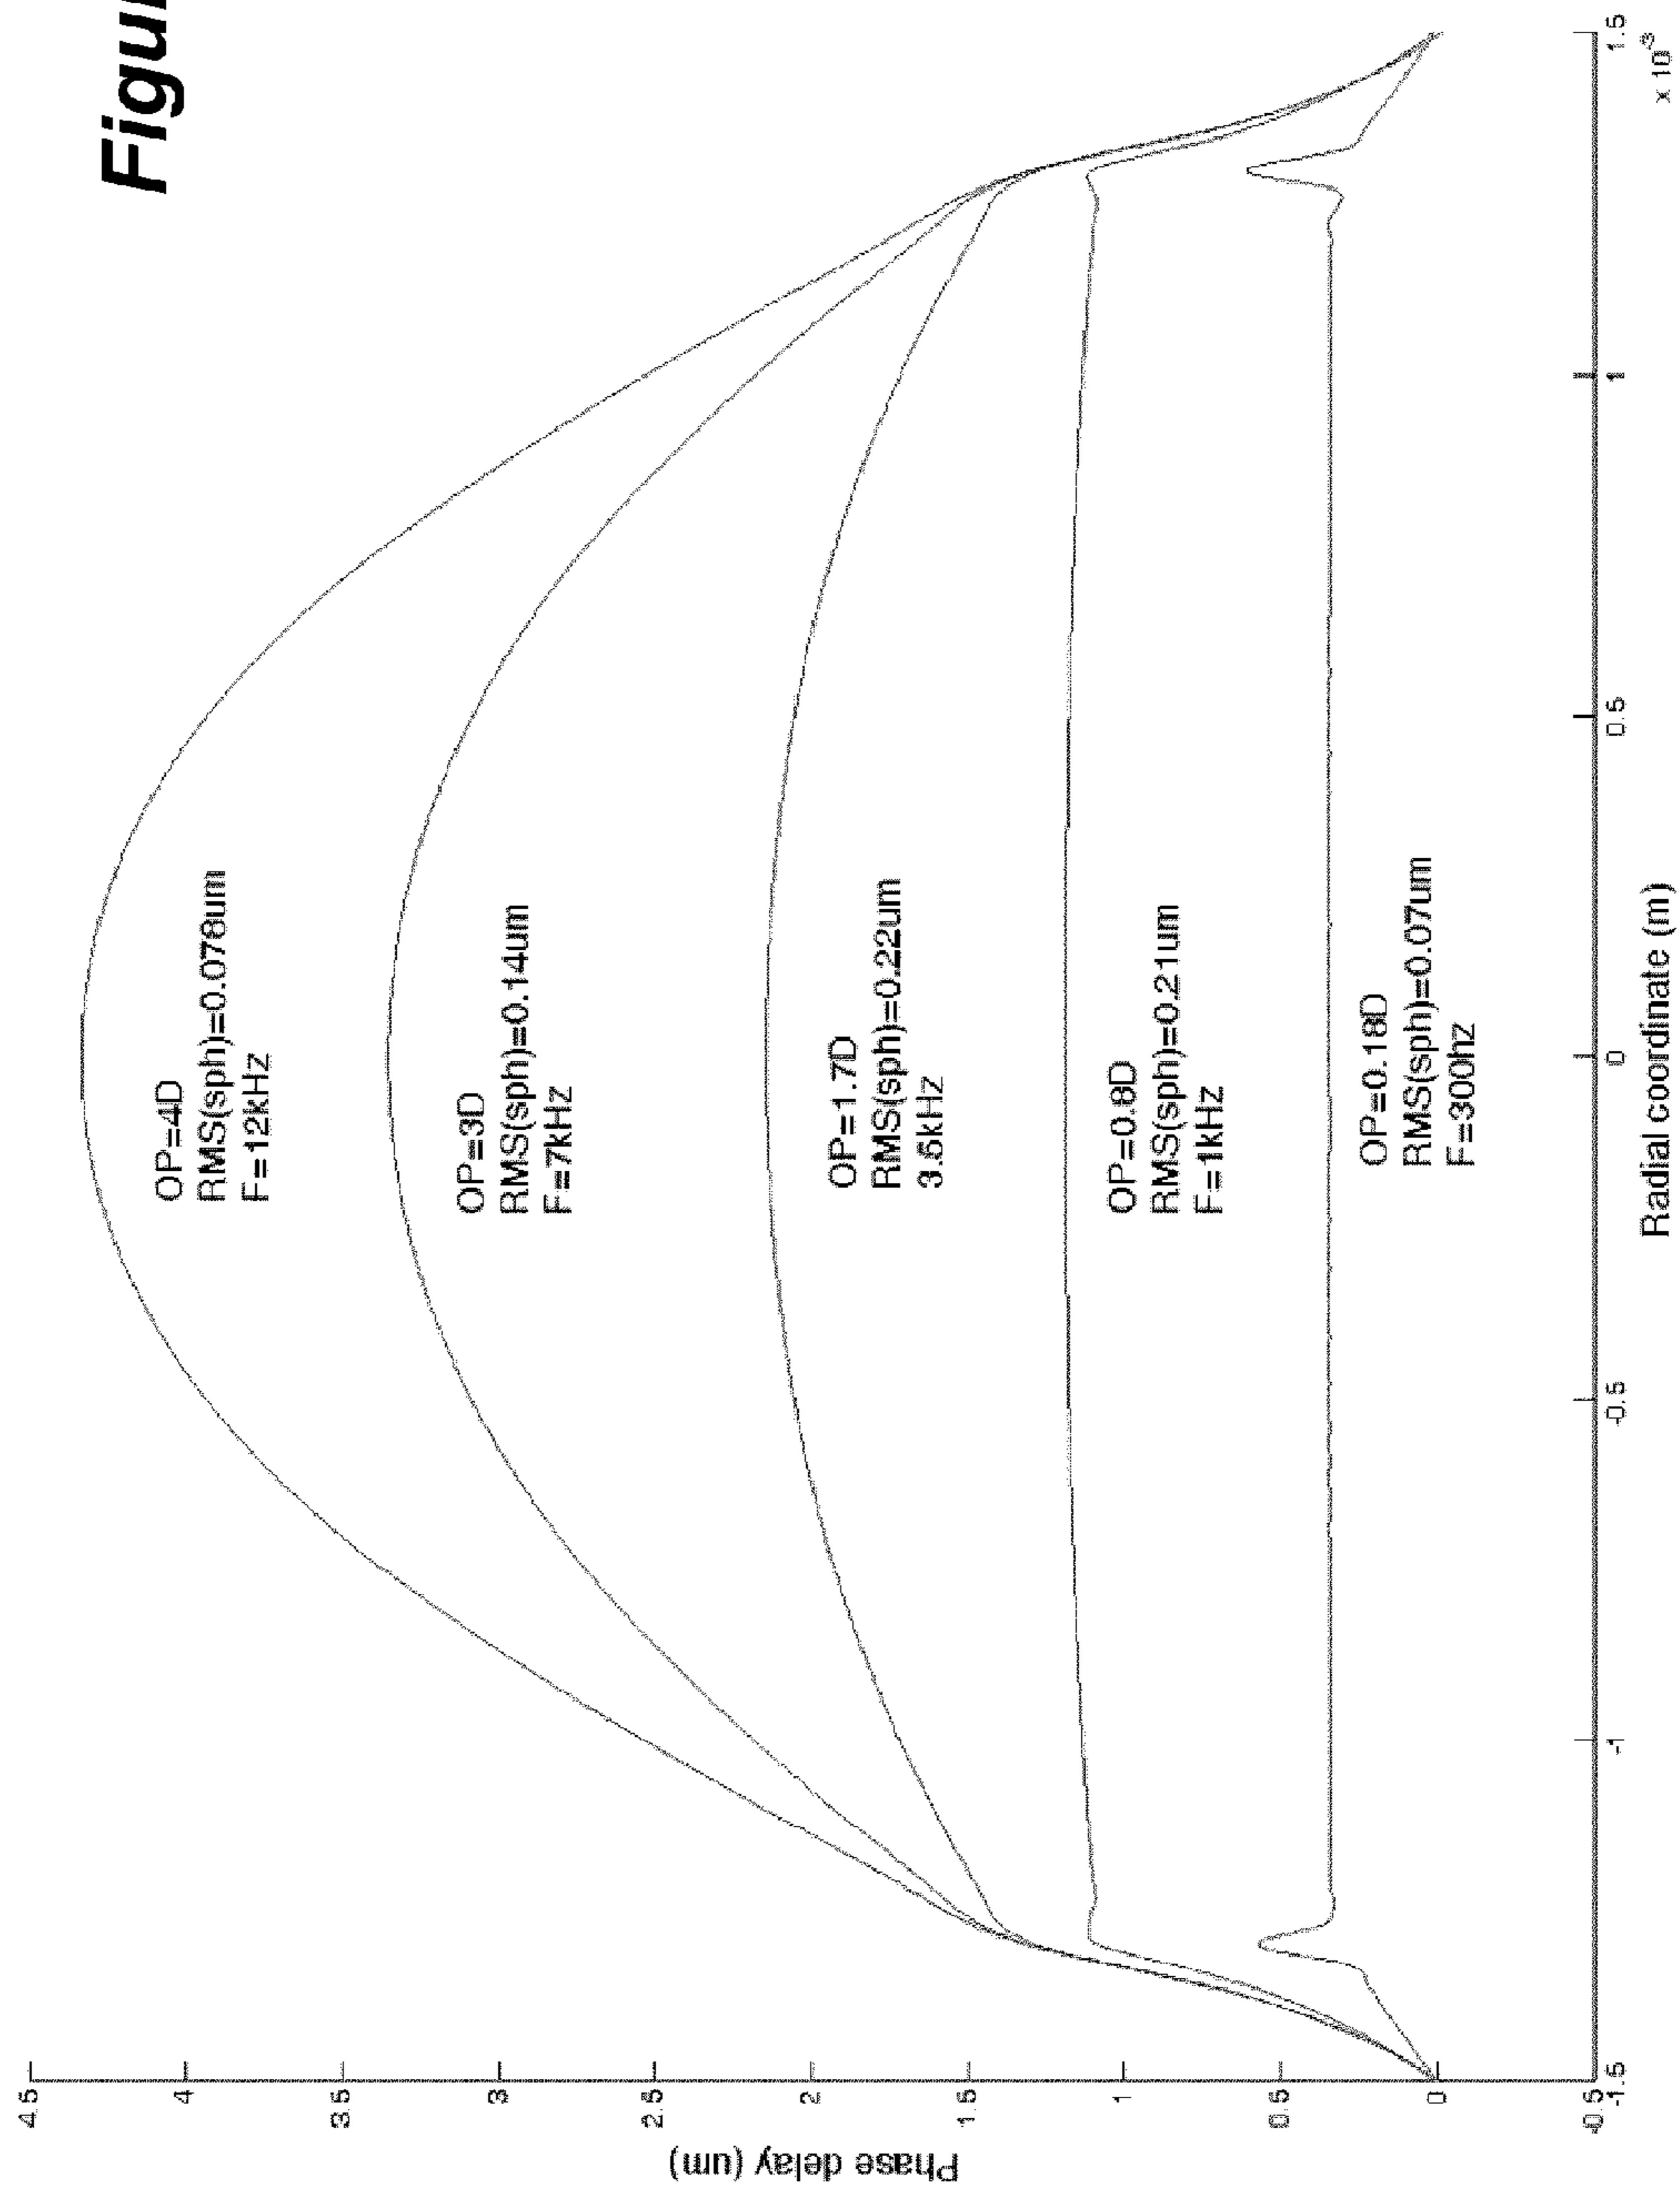 Figu
4.5
4
3.5
3
2.5
2
1.5
1
0.5
0
-0.5
Phase delay (um)
OP=4D
RMS(sph)=0.078um
F=12kHz
OP=3D
RMS(sph)=0.14um
F=7kHz
OP=1.7D
RMS(sph)=0.22um
3.5kHz
OP=0.8D
RMS(sph)=0.21um
F=1kHz
OP=0.18D
RMS(sph)=0.07um
F=300hz
-1.5
-1
-0.5
0
0.5
1
1.5
x 10-3
Radial coordinate (m)